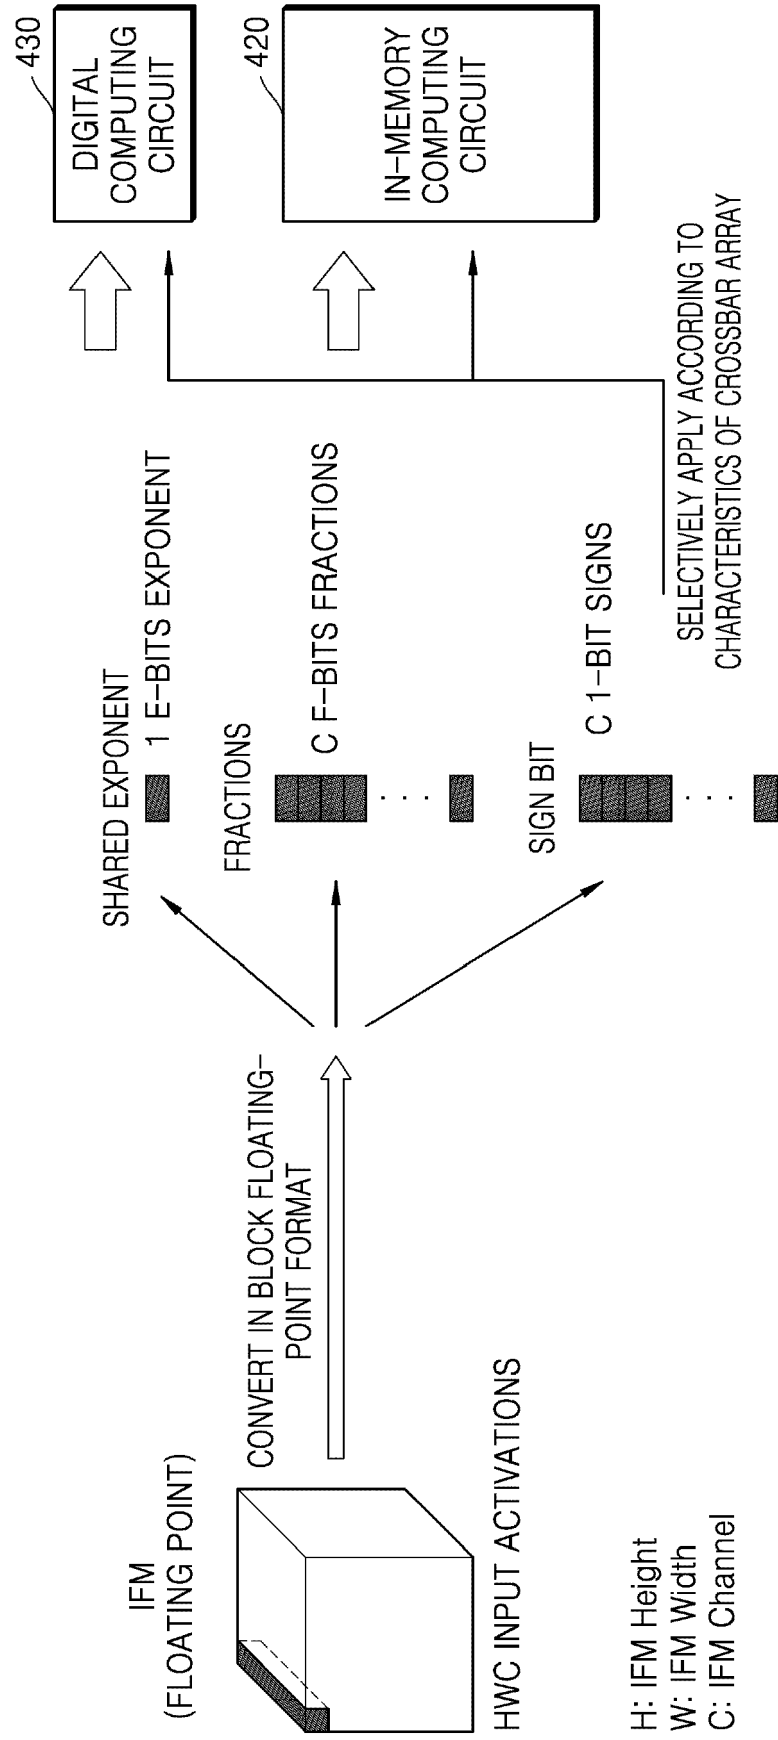 IFM
(FLOATING POINT)
HWC INPUT ACTIVATIONS
H: IFM Height
W: IFM Width
C: IFM Channel
CONVERT IN BLOCK FLOATING-
POINT FORMAT
SHARED EXPONENT
1 E-BITS EXPONENT
FRACTIONS
C F-BITS FRACTIONS
SIGN BIT
C 1-BIT SIGNS
SELECTIVELY APPLY ACCORDING TO
CHARACTERISTICS OF CROSSBAR ARRAY
430
DIGITAL
COMPUTING
CIRCUIT
420
IN-MEMORY
COMPUTING
CIRCUIT